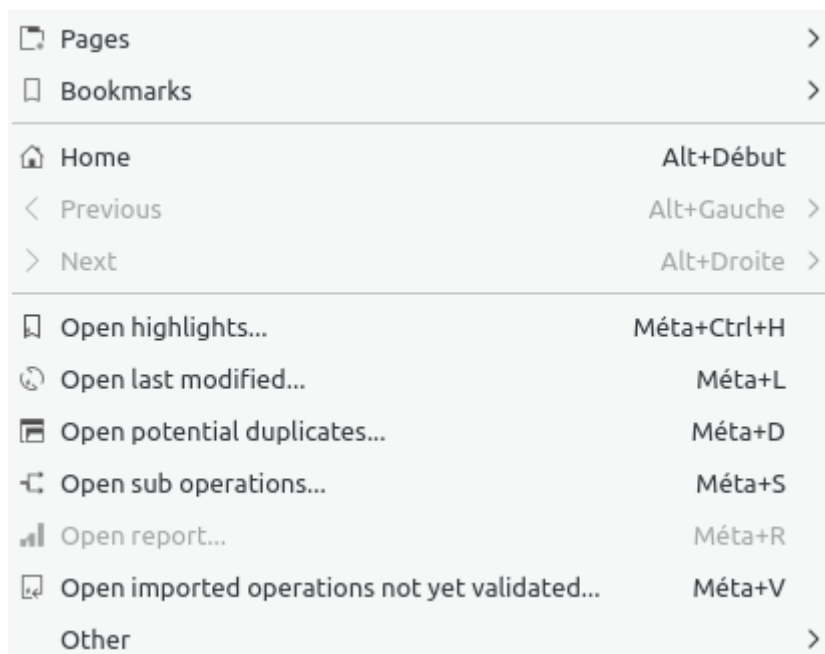 Pages
Bookmarks
Home Alt+Début
Previous Alt+Gauche
Next Alt+Droite
Open highlights... Méta+Ctrl+H
Open last modified... Méta+L
Open potential duplicates... Méta+D
Open sub operations... Méta+S
Open report... Méta+R
Open imported operations not yet validated... Méta+V
Other